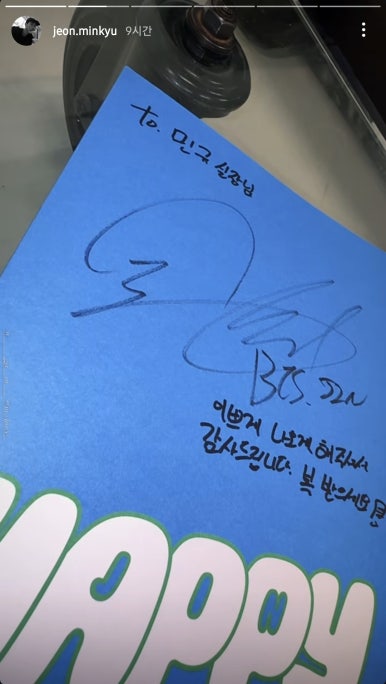 jeon.minkyu 9시간
to. 민규 실장님
BTS. JIN
이쁘게 나오게 해주셔서
감사드립니다. 복 받으세요
HAPPY